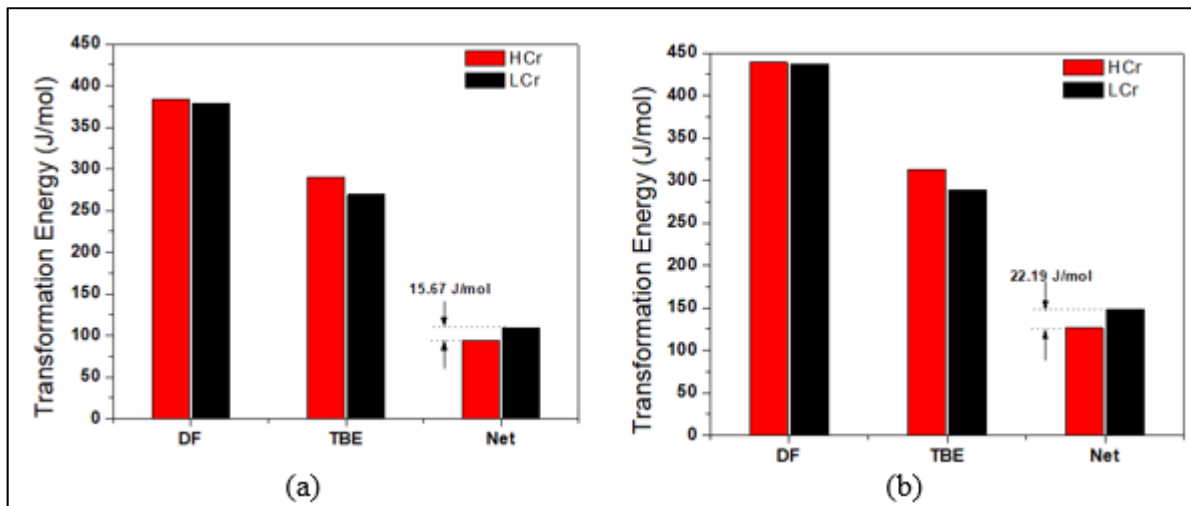 450
400
350
300
250
200
150
100
50
0
Transformation Energy (J/mol)
HCr
LCr
15.67 J/mol
DF
TBE
Net
(a)
450
400
350
300
250
200
150
100
50
0
Transformation Energy (J/mol)
HCr
LCr
22.19 J/mol
DF
TBE
Net
(b)